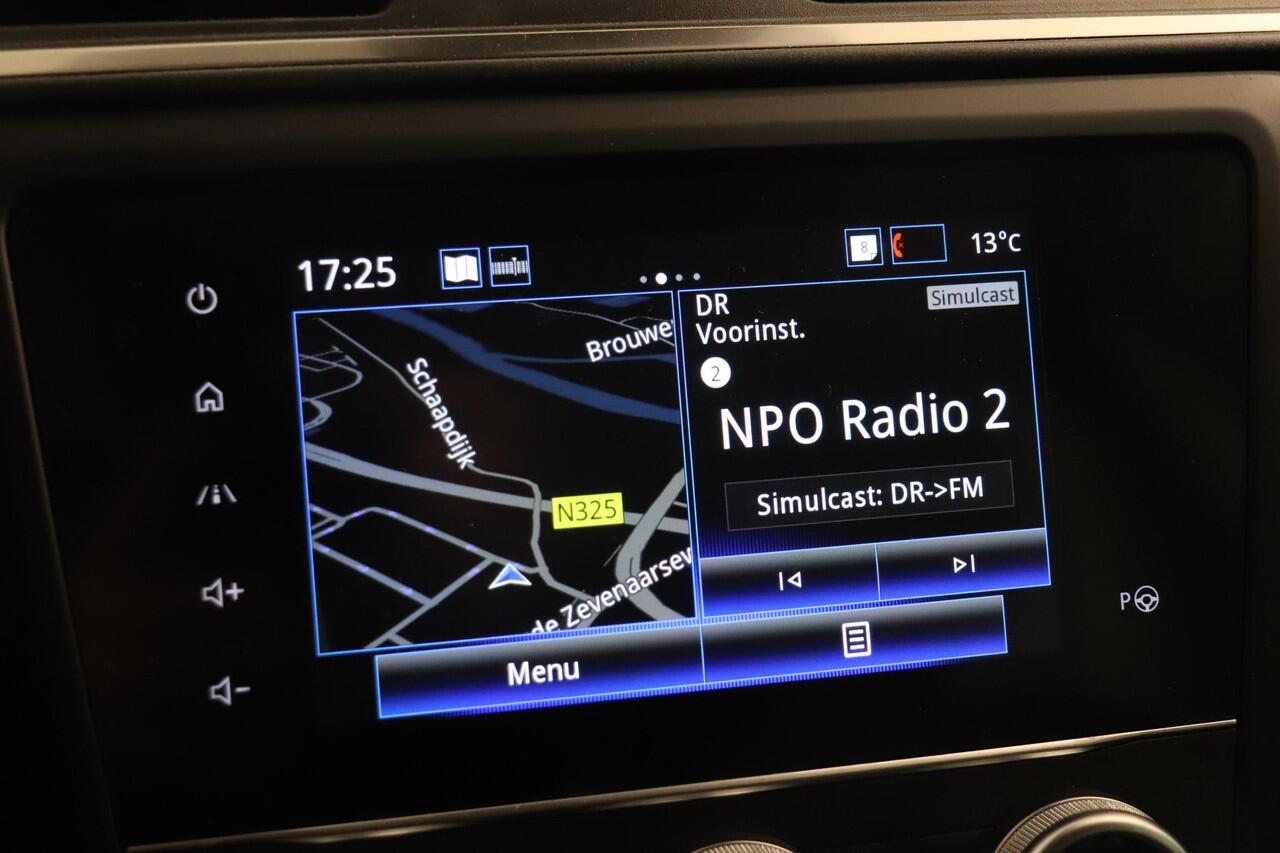 17:25
8
13°C
DR
Simulcast
Voorinst.
2
NPO Radio 2
Simulcast: DR->FM
Brouwe
Schaapdijk
N325
de Zevenaarsew
Menu
P